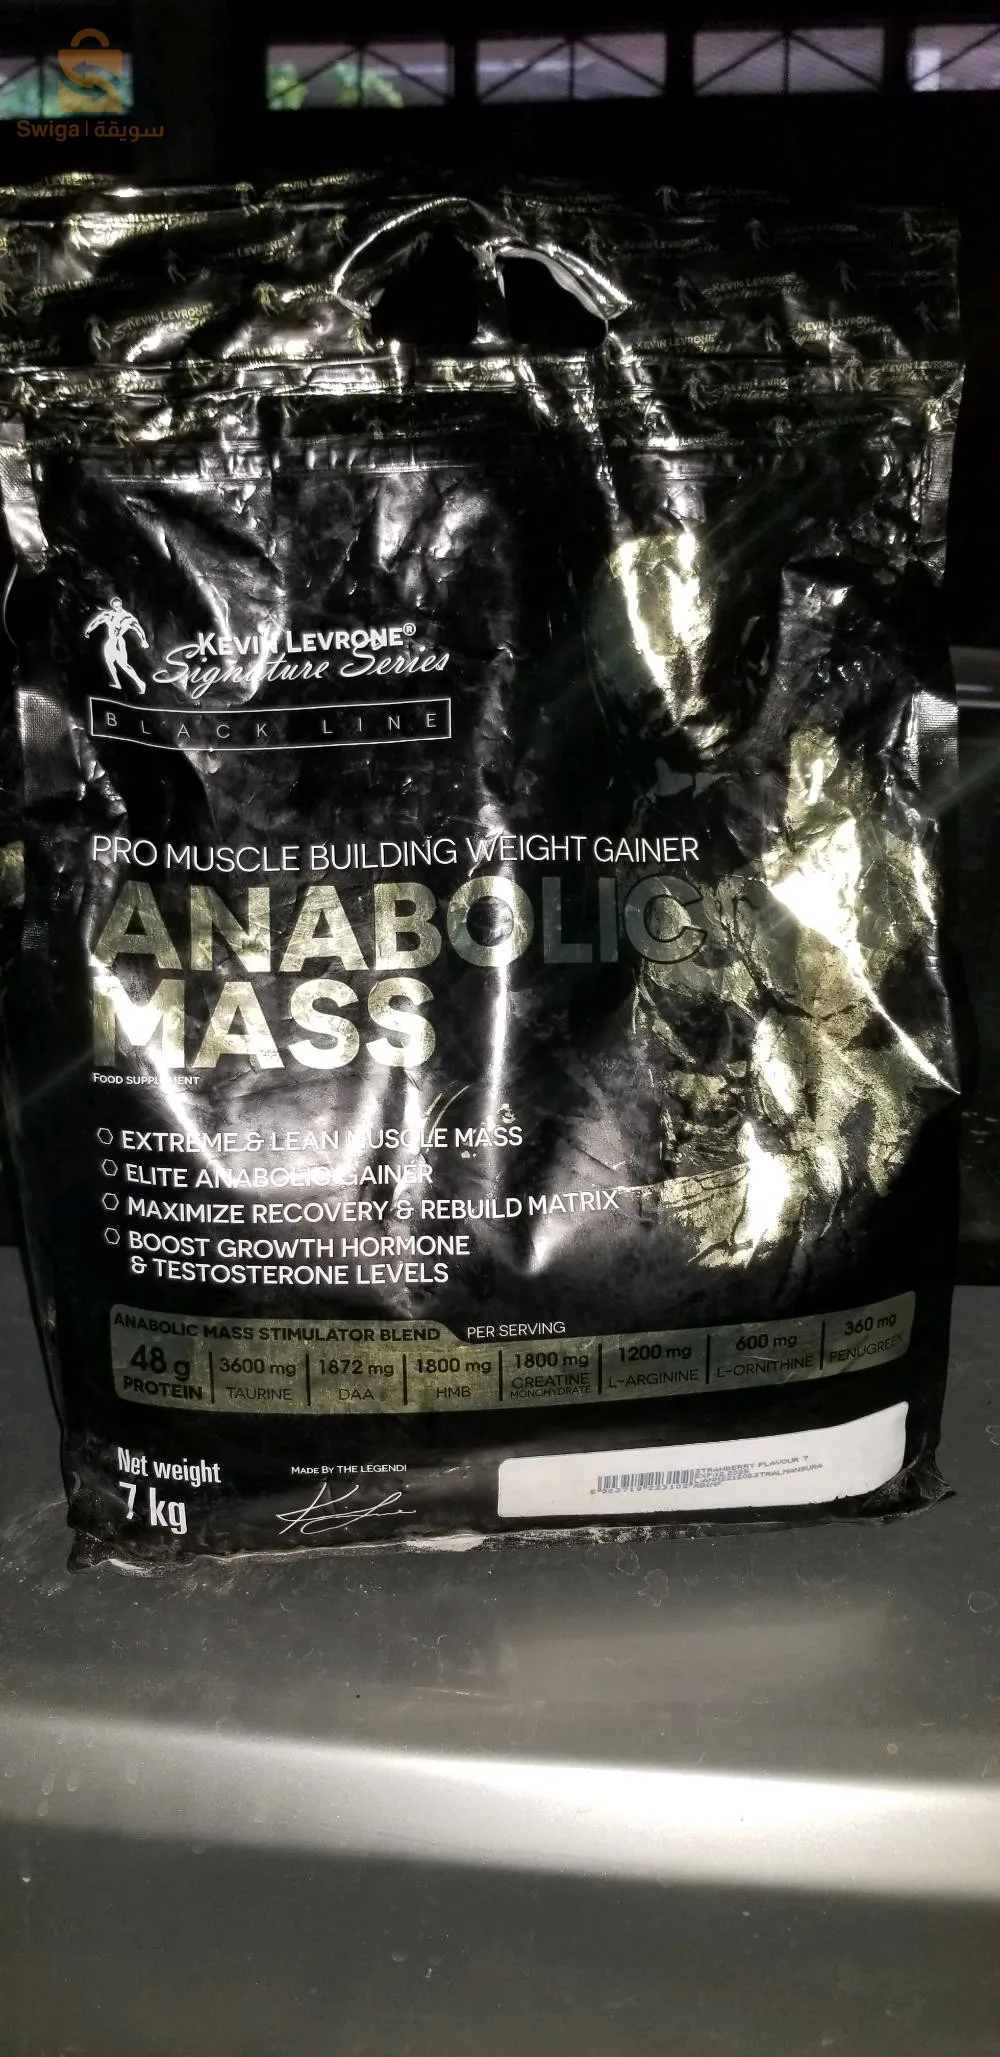 Swiga | سويقة
KEVIN LEVRONE®
Signature Series
BLACK LINE
PRO MUSCLE BUILDING WEIGHT GAINER
ANABOLIC
MASS
FOOD SUPPLEMENT
EXTREME & LEAN MUSCLE MASS
ELITE ANABOLIC GAINER
MAXIMIZE RECOVERY & REBUILD MATRIX
BOOST GROWTH HORMONE
& TESTOSTERONE LEVELS
ANABOLIC MASS STIMULATOR BLEND PER SERVING
48 g 3600 mg 1872 mg 1800 mg 1800 mg 1200 mg 600 mg 360 mg
PROTEIN TAURINE DAA HMB CREATINE MONOHYDRATE L-ARGININE L-ORNITHINE FENUGREEK
Net weight
7 kg
MADE BY THE LEGEND!
STRAWBERRY FLAVOUR 7